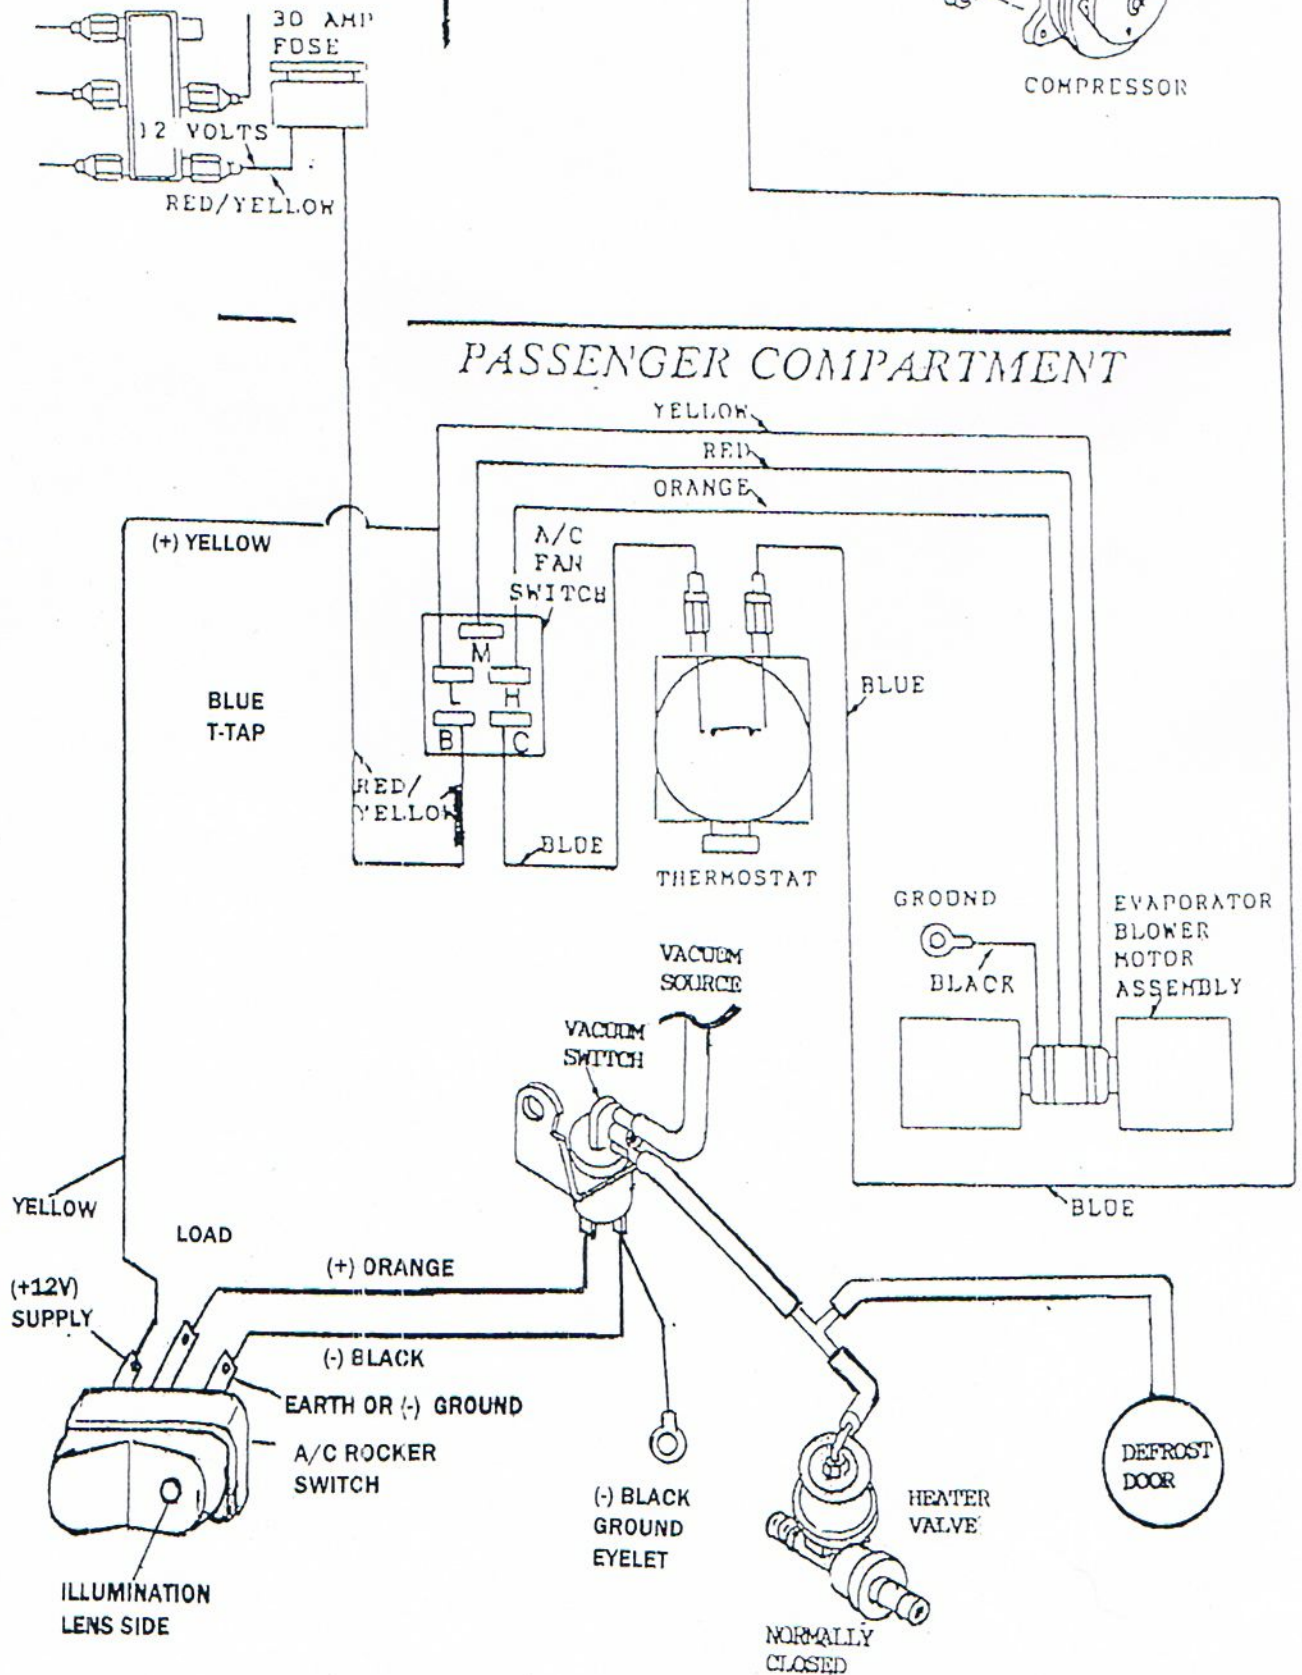 30 AMP
FUSE
COMPRESSOR
12 VOLTS
RED/YELLOW
PASSENGER COMPARTMENT
YELLOW
RED
ORANGE
(+) YELLOW
A/C
FAN
SWITCH
M
L
H
B
C
BLUE
T-TAP
BLUE
RED/
YELLOW
BLUE
THERMOSTAT
GROUND
BLACK
EVAPORATOR
BLOWER
MOTOR
ASSEMBLY
VACUUM
SOURCE
VACUUM
SWITCH
BLUE
YELLOW
LOAD
(+) ORANGE
(+12V)
SUPPLY
(-) BLACK
EARTH OR (-) GROUND
A/C ROCKER
SWITCH
(-) BLACK
GROUND
EYELET
HEATER
VALVE
DEFROST
DOOR
ILLUMINATION
LENS SIDE
NORMALLY
CLOSED